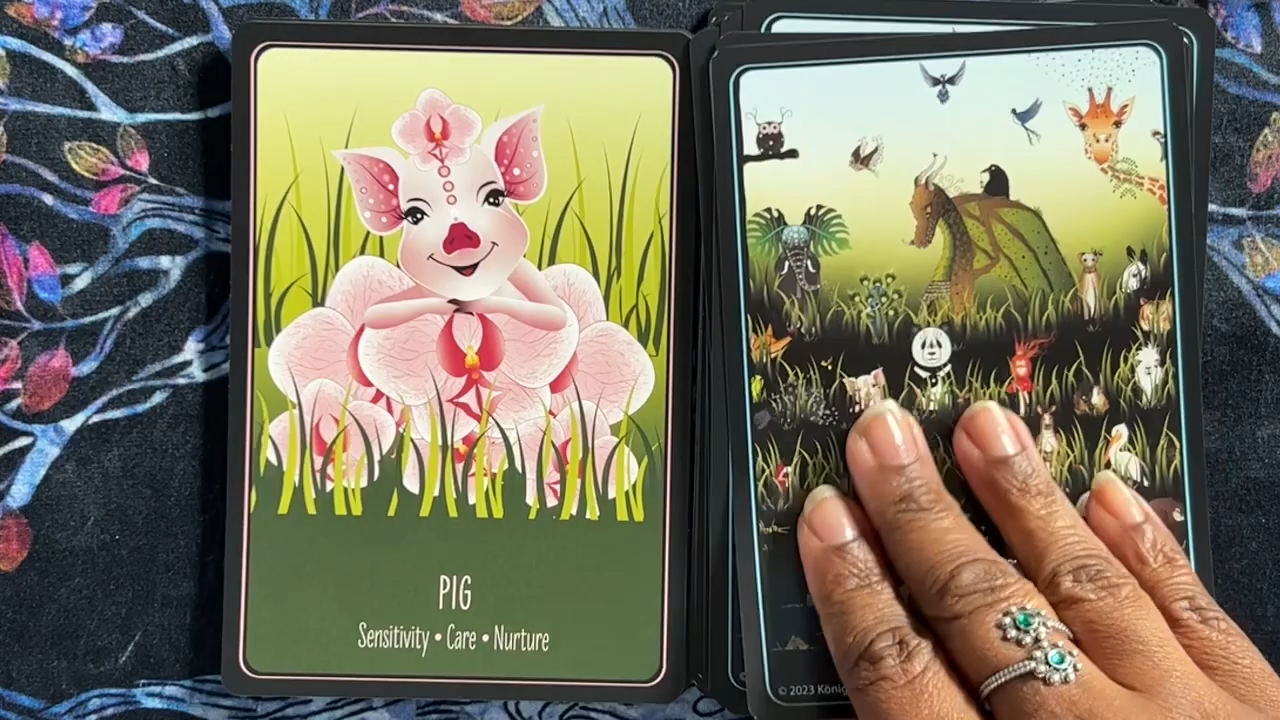 PIG
Sensitivity • Care • Nurture
© 2023 König